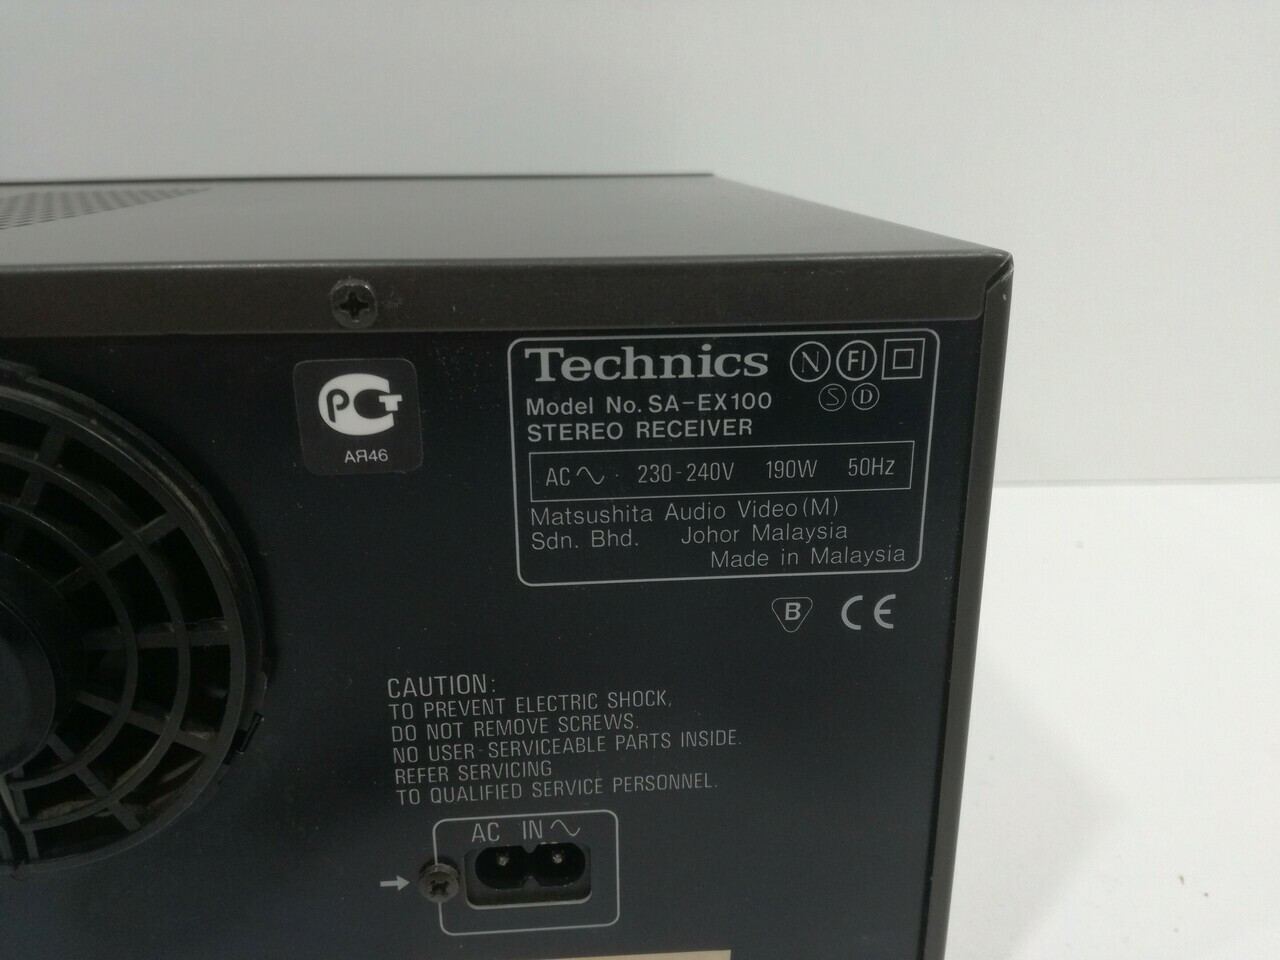 Technics N FI
Model No. SA-EX100 S D
STEREO RECEIVER
AC 230-240V 190W 50Hz
Matsushita Audio Video (M)
Sdn. Bhd. Johor Malaysia
Made in Malaysia
РСТ
АЯ46
B CE
CAUTION:
TO PREVENT ELECTRIC SHOCK,
DO NOT REMOVE SCREWS.
NO USER-SERVICEABLE PARTS INSIDE.
REFER SERVICING
TO QUALIFIED SERVICE PERSONNEL.
AC IN